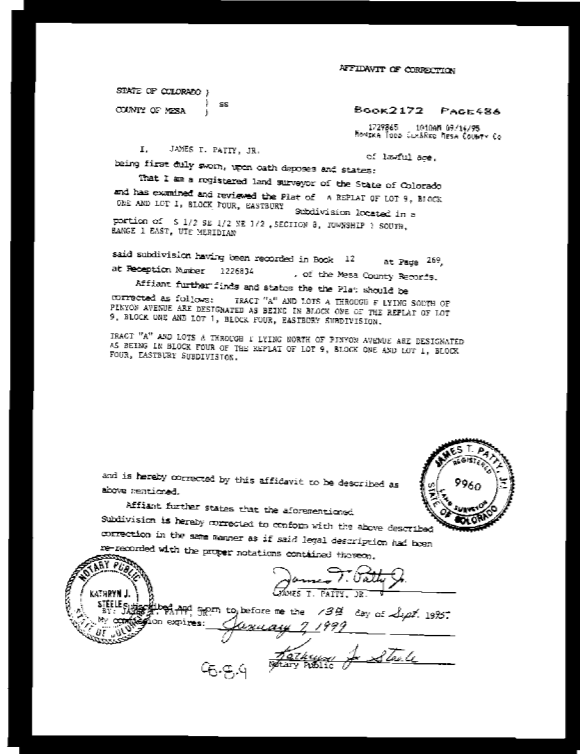 AFFIDAVIT OF CORRECTION
STATE OF COLORADO )
) ss
COUNTY OF MESA )
BOOK2172 PAGE486
1729865 1010AM 09/14/95
MONIKA TODD CLK&REC MESA COUNTY CO
I, JAMES T. PATTY, JR. of lawful age,
being first duly sworn, upon oath deposes and states:
That I am a registered land surveyor of the State of Colorado
and has examined and reviewed the Plat of A REPLAT OF LOT 9, BLOCK
ONE AND LOT 1, BLOCK FOUR, EASTBURY
Subdivision located in a
portion of S 1/2 SE 1/2 NE 1/2 ,SECTION 8, TOWNSHIP 1 SOUTH,
RANGE 1 EAST, UTE MERIDIAN
said subdivision having been recorded in Book 12 at Page 269,
at Reception Number 1226834 , of the Mesa County Records.
Affiant further finds and states the the Plat should be
corrected as follows: TRACT "A" AND LOTS A THROUGH F LYING SOUTH OF
PINYON AVENUE ARE DESIGNATED AS BEING IN BLOCK ONE OF THE REPLAT OF LOT
9, BLOCK ONE AND LOT 1, BLOCK FOUR, EASTBURY SUBDIVISION.
TRACT "A" AND LOTS A THROUGH LYING NORTH OF PINYON AVENUE ARE DESIGNATED
AS BEING IN BLOCK FOUR OF THE REPLAT OF LOT 9, BLOCK ONE AND LOT 1, BLOCK
FOUR, EASTBURY SUBDIVISION.
and is hereby corrected by this affidavit to be described as
above mentioned.
Affiant further states that the aforementioned
Subdivision is hereby corrected to conform with the above described
correction in the same manner as if said legal description had been
re-recorded with the proper notations contained thereon.
JAMES T. PATTY, Jr.
REGISTERED
9960
LAND SURVEYOR
STATE OF COLORADO
James T. Patty Jr.
JAMES T. PATTY, JR.
NOTARY PUBLIC
KATHRYN J.
STEELE
STATE OF COLORADO
Subscribed and sworn to before me the 13th day of Sept. 1995
BY: JAMES T. PATTY, JR.
My commission expires: January 7, 1999
Kathryn J. Steele
Notary Public